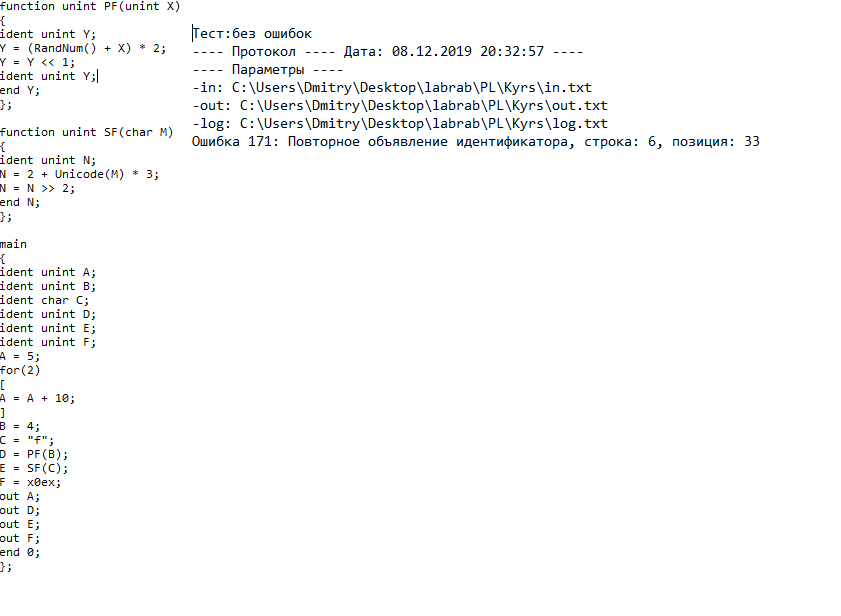 function unint PF(unint X)
{
ident unint Y;
Y = (RandNum() + X) * 2;
Y = Y << 1;
ident unint Y;
end Y;
};

function unint SF(char M)
{
ident unint N;
N = 2 + Unicode(M) * 3;
N = N >> 2;
end N;
};

main
{
ident unint A;
ident unint B;
ident char C;
ident unint D;
ident unint E;
ident unint F;
A = 5;
for(2)
[
A = A + 10;
]
B = 4;
C = "f";
D = PF(B);
E = SF(C);
F = x0ex;
out A;
out D;
out E;
out F;
end 0;
};

Тест:без ошибок
---- Протокол ---- Дата: 08.12.2019 20:32:57 ----
---- Параметры ----
-in: C:\Users\Dmitry\Desktop\labrab\PL\Kyrs\in.txt
-out: C:\Users\Dmitry\Desktop\labrab\PL\Kyrs\out.txt
-log: C:\Users\Dmitry\Desktop\labrab\PL\Kyrs\log.txt
Ошибка 171: Повторное объявление идентификатора, строка: 6, позиция: 33